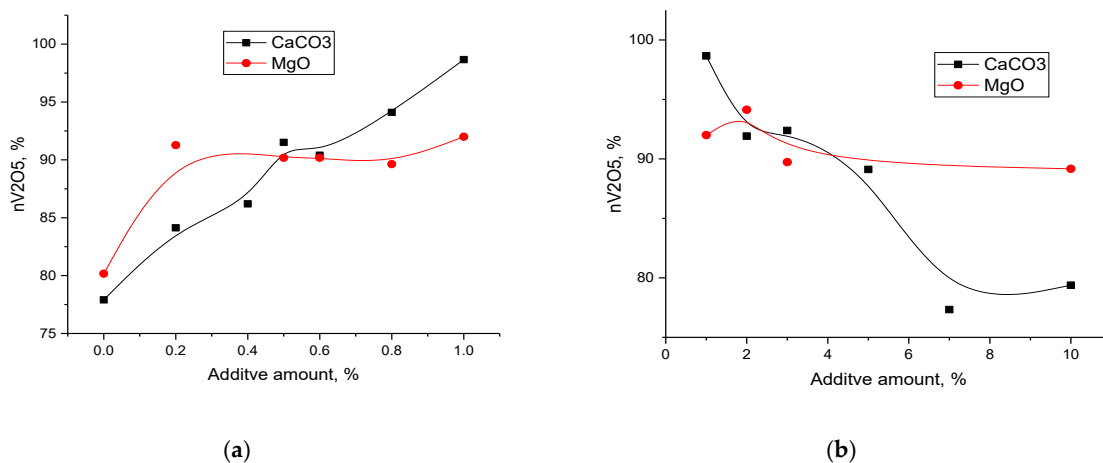 CaCO3
MgO
nV2O5, %
100
95
90
85
80
75
0.0 0.2 0.4 0.6 0.8 1.0
Additve amount, %
(a)
CaCO3
MgO
nV2O5, %
100
90
80
0 2 4 6 8 10
Additve amount, %
(b)